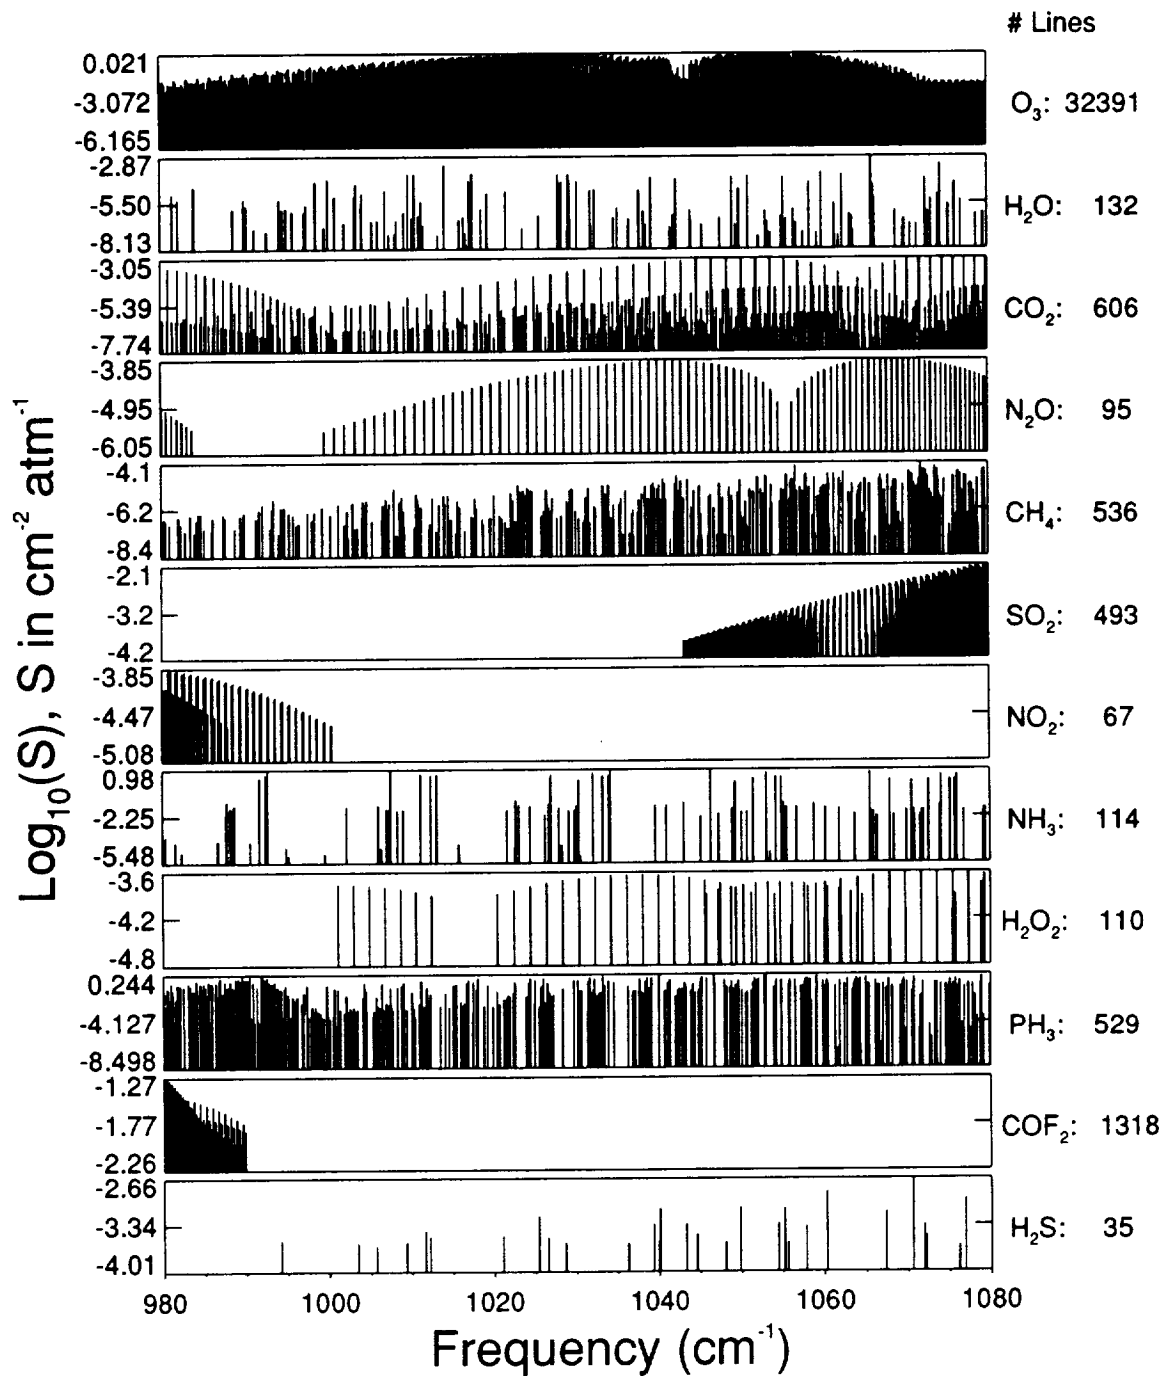 # Lines
0.021
-3.072
-6.165
O₃: 32391
-2.87
-5.50
-8.13
H₂O: 132
-3.05
-5.39
-7.74
CO₂: 606
-3.85
-4.95
-6.05
N₂O: 95
-4.1
-6.2
-8.4
CH₄: 536
-2.1
-3.2
-4.2
SO₂: 493
-3.85
-4.47
-5.08
NO₂: 67
0.98
-2.25
-5.48
NH₃: 114
-3.6
-4.2
-4.8
H₂O₂: 110
0.244
-4.127
-8.498
PH₃: 529
-1.27
-1.77
-2.26
COF₂: 1318
-2.66
-3.34
-4.01
H₂S: 35
Log₁₀(S), S in cm⁻² atm⁻¹
980 1000 1020 1040 1060 1080
Frequency (cm⁻¹)